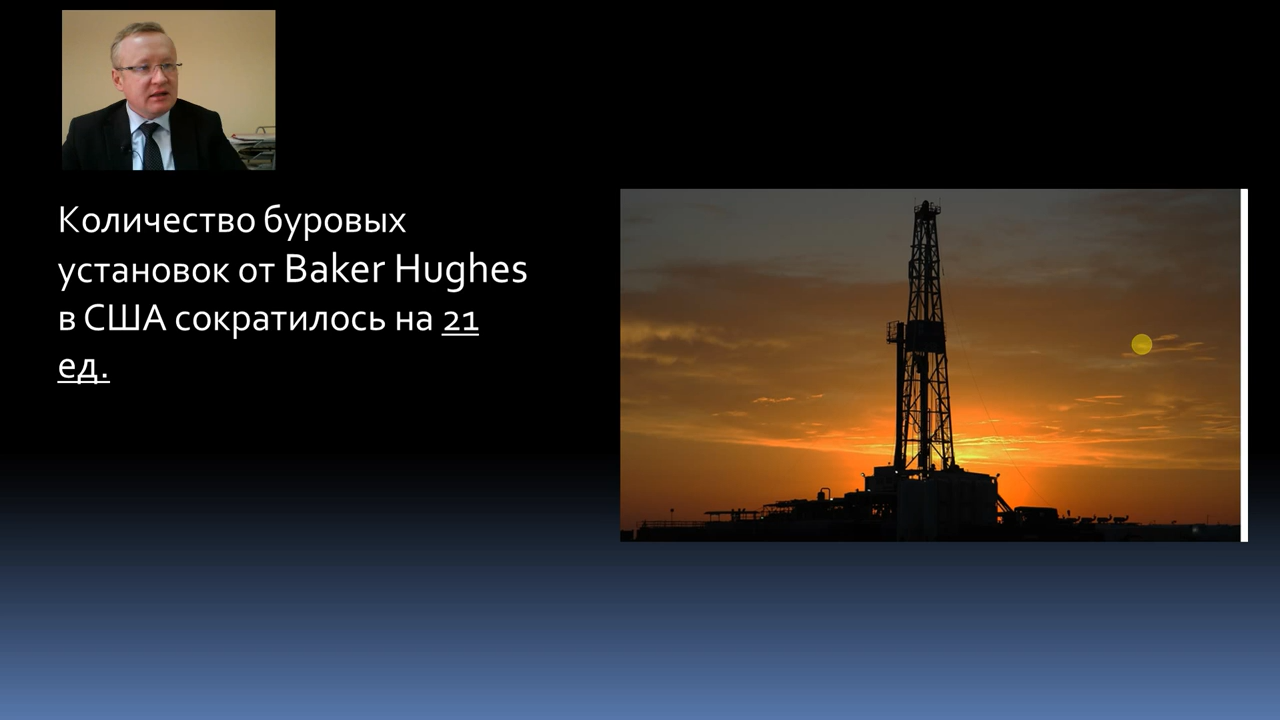 Количество буровых
установок от Baker Hughes
в США сократилось на 21
ед.